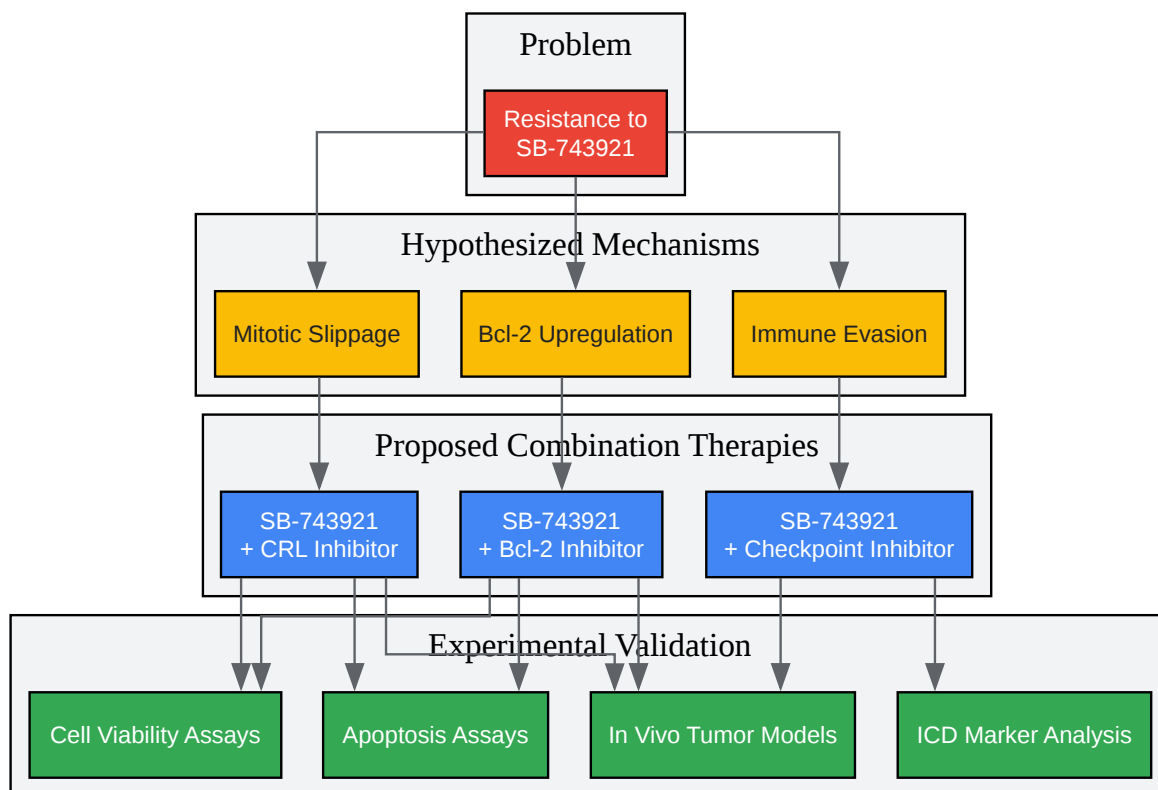 Problem
Resistance to
SB-743921
Hypothesized Mechanisms
Mitotic Slippage
Bcl-2 Upregulation
Immune Evasion
Proposed Combination Therapies
SB-743921
+ CRL Inhibitor
SB-743921
+ Bcl-2 Inhibitor
SB-743921
+ Checkpoint Inhibitor
Experimental Validation
Cell Viability Assays
Apoptosis Assays
In Vivo Tumor Models
ICD Marker Analysis